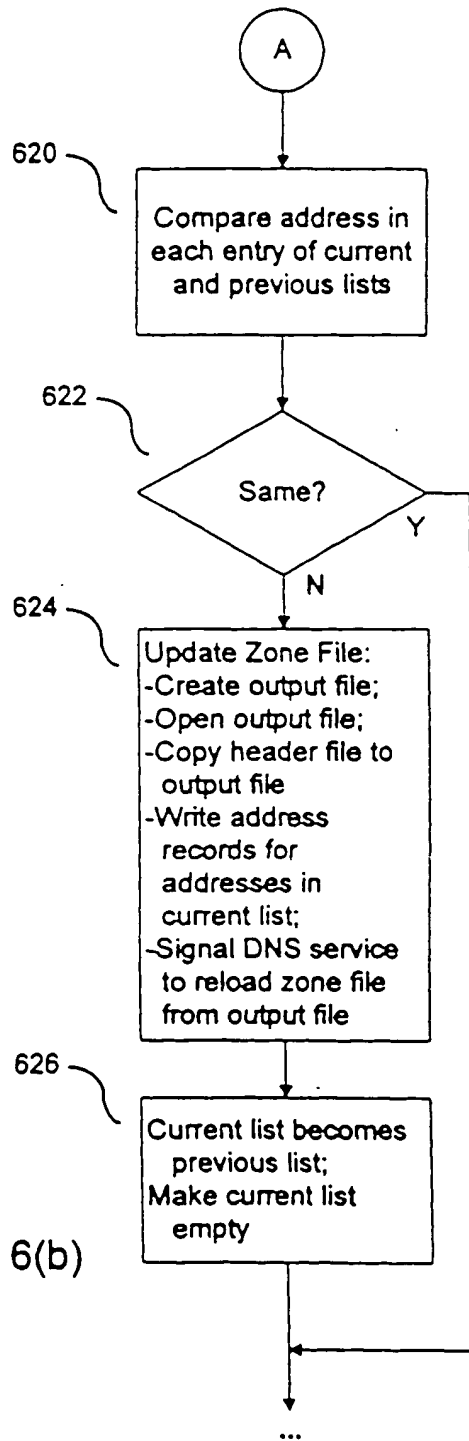 A
620
Compare address in
each entry of current
and previous lists
622
Same?
Y
N
624
Update Zone File:
-Create output file;
-Open output file;
-Copy header file to
output file
-Write address
records for
addresses in
current list;
-Signal DNS service
to reload zone file
from output file
626
Current list becomes
previous list;
Make current list
empty
6(b)
...